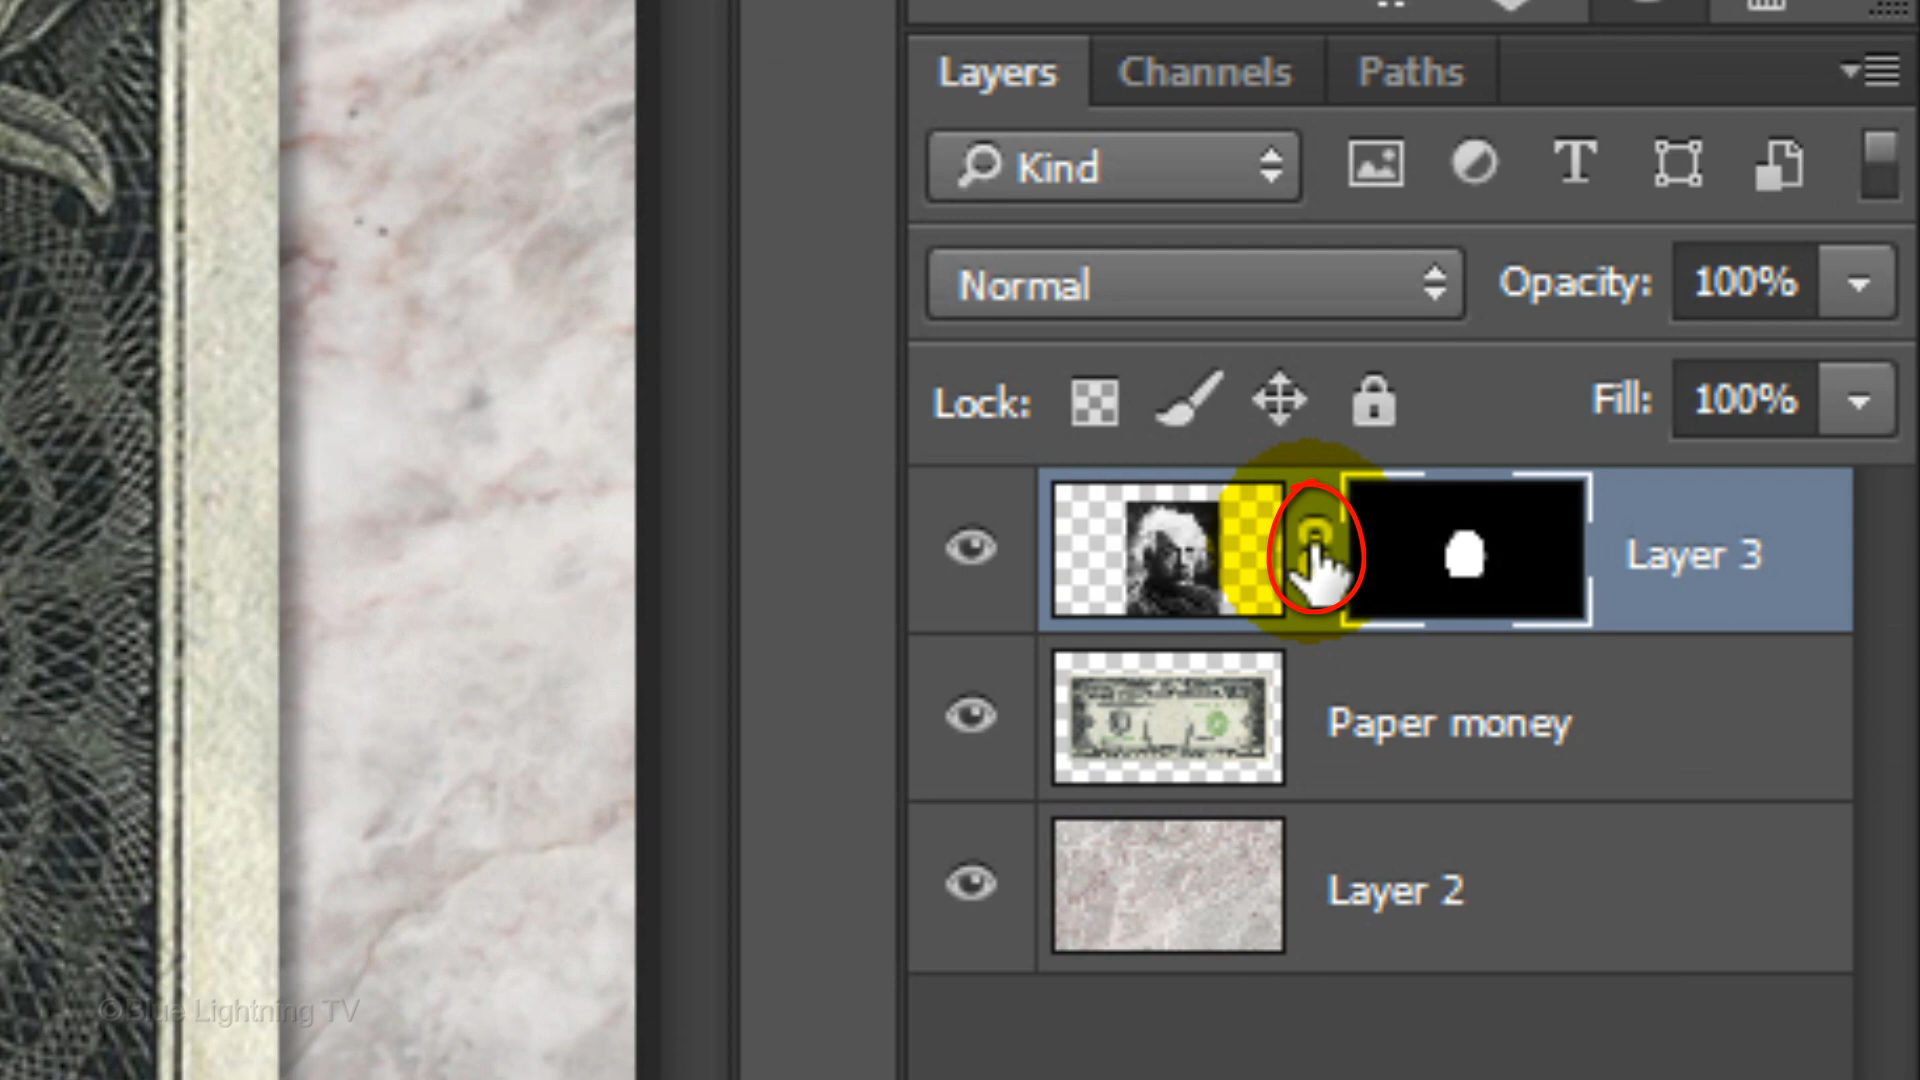 Layers Channels Paths
Kind T
Normal Opacity: 100%
Lock: Fill: 100%
Layer 3
Paper money
Layer 2
©Blue Lightning TV